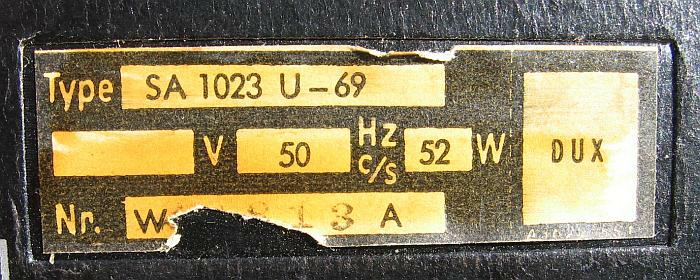 Type SA 1023 U-69
V 50 Hz c/s 52 W
DUX
Nr. A